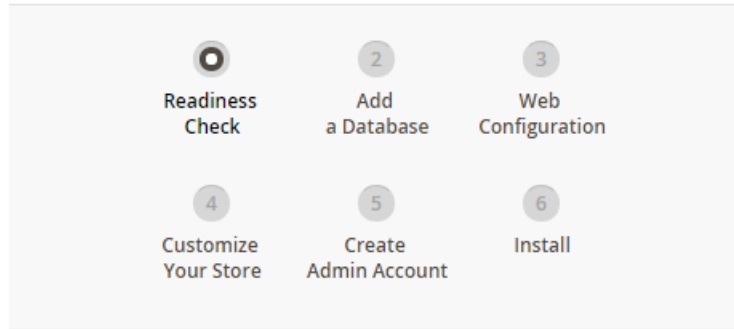 2 3
Readiness Add Web
Check a Database Configuration
4 5 6
Customize Create Install
Your Store Admin Account